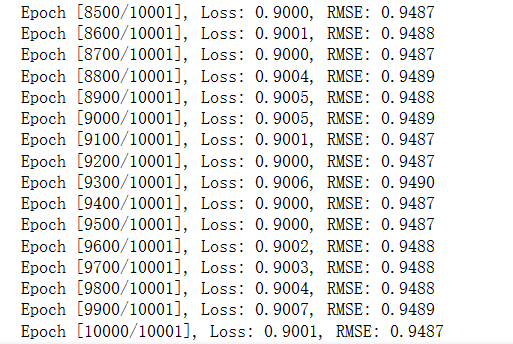 Epoch [8500/10001], Loss: 0.9000, RMSE: 0.9487
Epoch [8600/10001], Loss: 0.9001, RMSE: 0.9488
Epoch [8700/10001], Loss: 0.9000, RMSE: 0.9487
Epoch [8800/10001], Loss: 0.9004, RMSE: 0.9489
Epoch [8900/10001], Loss: 0.9005, RMSE: 0.9488
Epoch [9000/10001], Loss: 0.9005, RMSE: 0.9489
Epoch [9100/10001], Loss: 0.9001, RMSE: 0.9487
Epoch [9200/10001], Loss: 0.9000, RMSE: 0.9487
Epoch [9300/10001], Loss: 0.9006, RMSE: 0.9490
Epoch [9400/10001], Loss: 0.9000, RMSE: 0.9487
Epoch [9500/10001], Loss: 0.9000, RMSE: 0.9487
Epoch [9600/10001], Loss: 0.9002, RMSE: 0.9488
Epoch [9700/10001], Loss: 0.9003, RMSE: 0.9488
Epoch [9800/10001], Loss: 0.9004, RMSE: 0.9488
Epoch [9900/10001], Loss: 0.9007, RMSE: 0.9489
Epoch [10000/10001], Loss: 0.9001, RMSE: 0.9487